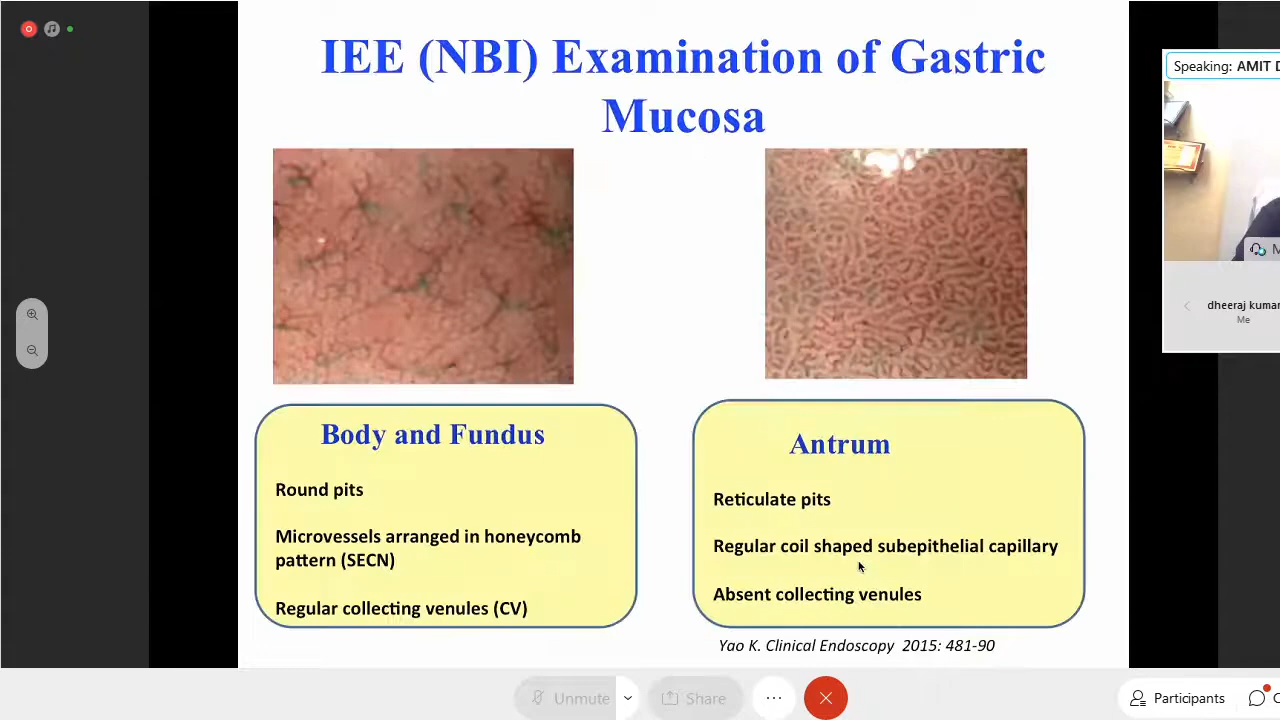 IEE (NBI) Examination of Gastric
Mucosa
Speaking: AMIT D
Body and Fundus
Round pits
Microvessels arranged in honeycomb
pattern (SECN)
Regular collecting venules (CV)
Antrum
Reticulate pits
Regular coil shaped subepithelial capillary
Absent collecting venules
Yao K. Clinical Endoscopy 2015: 481-90
M
dheeraj kumar
Me
Unmute
Share
Participants
C